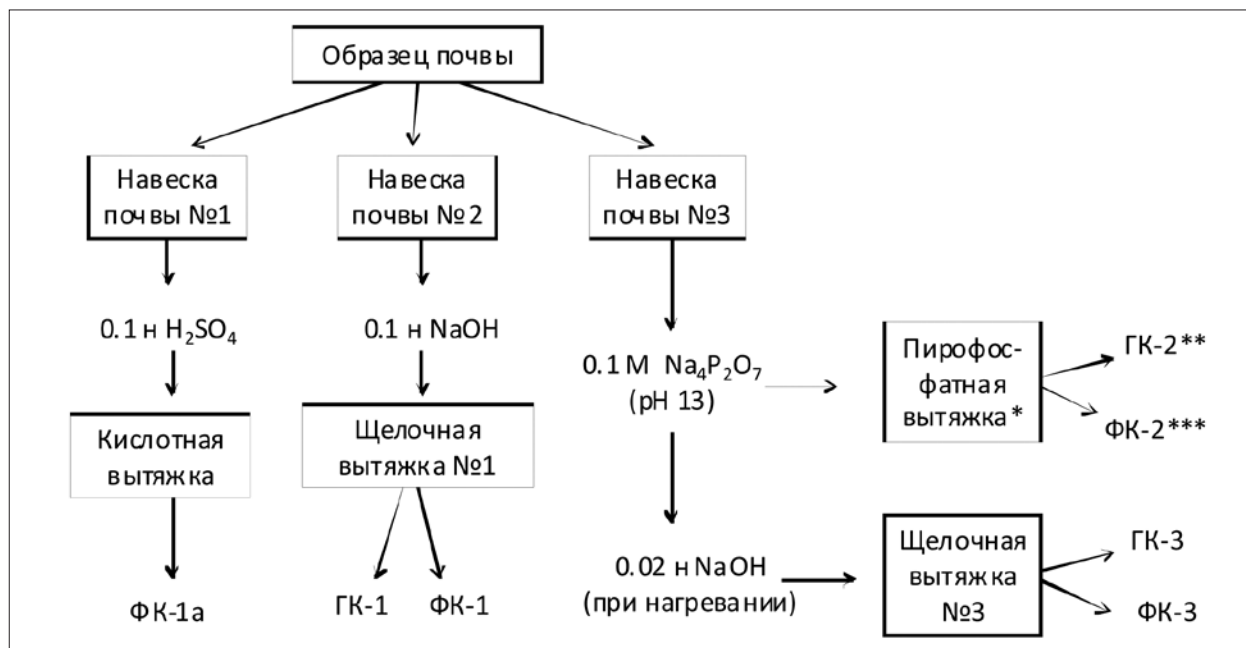 Образец почвы
Навеска
почвы №1
Навеска
почвы №2
Навеска
почвы №3
0.1 н H₂SO₄
0.1 н NaOH
0.1 М Na₄P₂O₇
(pH 13)
Пирофос-
фатная
вытяжка*
ГК-2**
ФК-2***
Кислотная
вытяжка
Щелочная
вытяжка №1
ФК-1а
ГК-1
ФК-1
0.02 н NaOH
(при нагревании)
Щелочная
вытяжка
№3
ГК-3
ФК-3